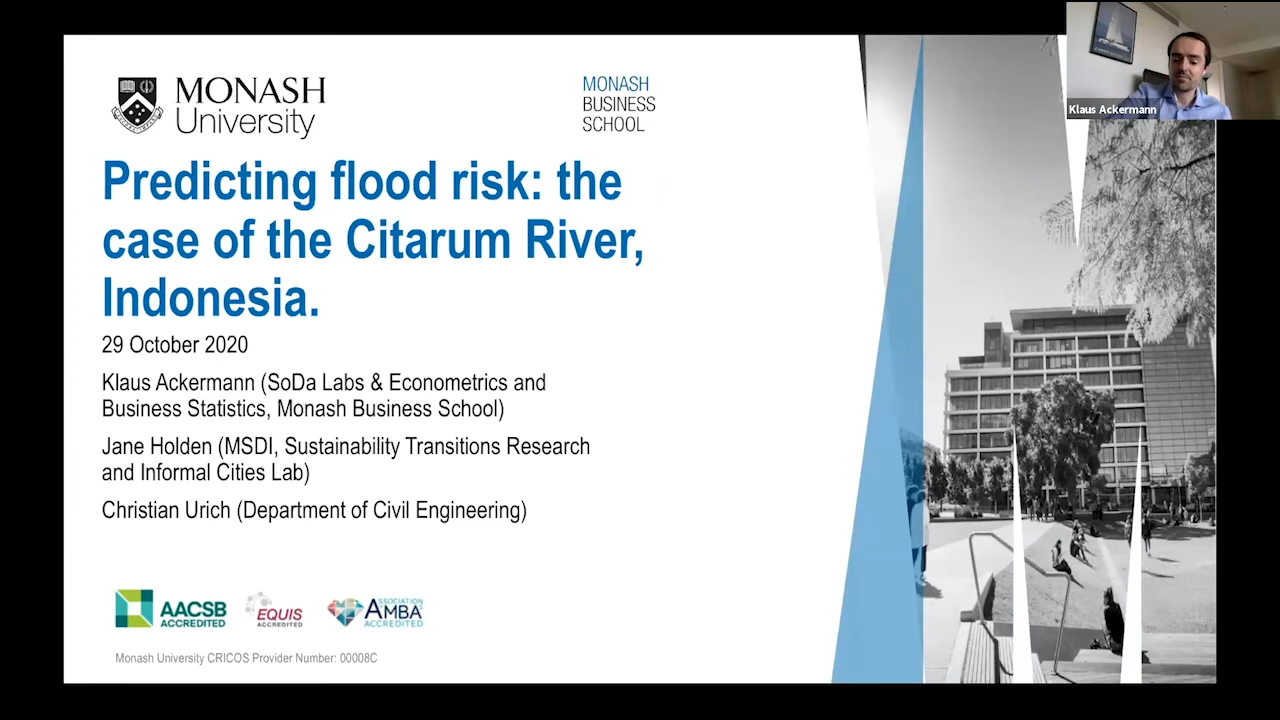 MONASH
University
MONASH
BUSINESS
SCHOOL
Klaus Ackermann
Predicting flood risk: the
case of the Citarum River,
Indonesia.
29 October 2020
Klaus Ackermann (SoDa Labs & Econometrics and
Business Statistics, Monash Business School)
Jane Holden (MSDI, Sustainability Transitions Research
and Informal Cities Lab)
Christian Urich (Department of Civil Engineering)
AACSB
ACCREDITED
EQUIS
ACCREDITED
ASSOCIATION
AMBA
ACCREDITED
Monash University CRICOS Provider Number: 00008C